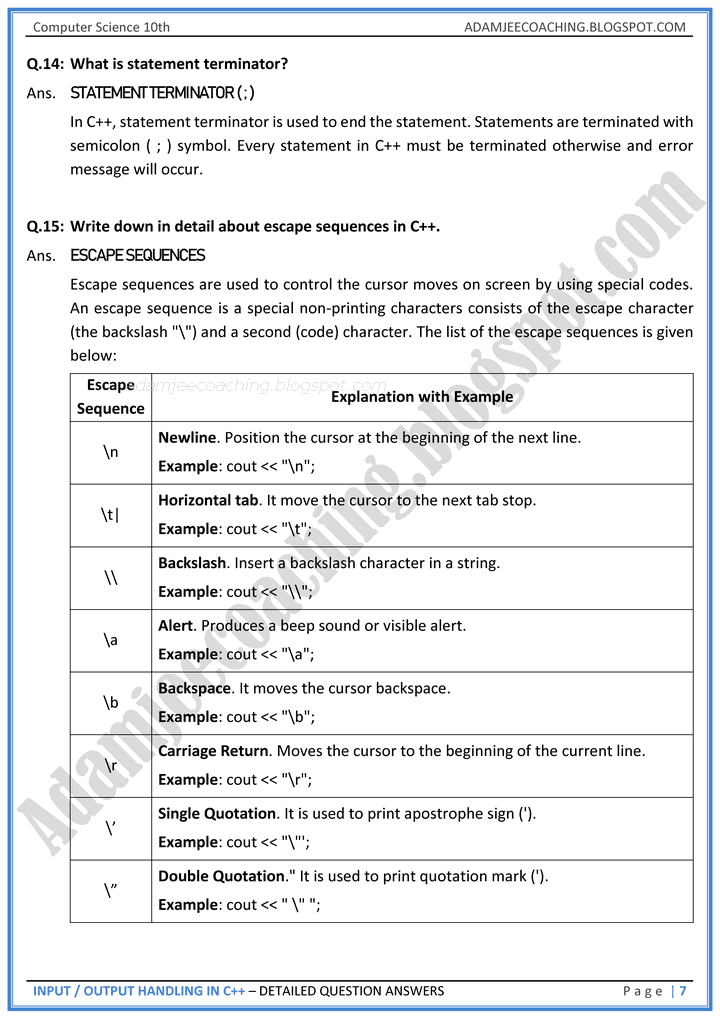 Computer Science 10th ADAMJEECOACHING.BLOGSPOT.COM
Q.14: What is statement terminator?
Ans. STATEMENT TERMINATOR ( ; )
In C++, statement terminator is used to end the statement. Statements are terminated with
semicolon ( ; ) symbol. Every statement in C++ must be terminated otherwise and error
message will occur.
Q.15: Write down in detail about escape sequences in C++.
Ans. ESCAPE SEQUENCES
Escape sequences are used to control the cursor moves on screen by using special codes.
An escape sequence is a special non-printing characters consists of the escape character
(the backslash "\") and a second (code) character. The list of the escape sequences is given
below:
Escape
Sequence
Explanation with Example
adamjeecoaching.blogspot.com
\n
Newline. Position the cursor at the beginning of the next line.
Example: cout << "\n";
\t|
Horizontal tab. It move the cursor to the next tab stop.
Example: cout << "\t";
\\
Backslash. Insert a backslash character in a string.
Example: cout << "\\";
\a
Alert. Produces a beep sound or visible alert.
Example: cout << "\a";
\b
Backspace. It moves the cursor backspace.
Example: cout << "\b";
\r
Carriage Return. Moves the cursor to the beginning of the current line.
Example: cout << "\r";
\’
Single Quotation. It is used to print apostrophe sign (').
Example: cout << "\"';
\”
Double Quotation." It is used to print quotation mark (').
Example: cout << " \" ";
Adamjeecoaching.blogspot.com
INPUT / OUTPUT HANDLING IN C++ – DETAILED QUESTION ANSWERS Page | 7